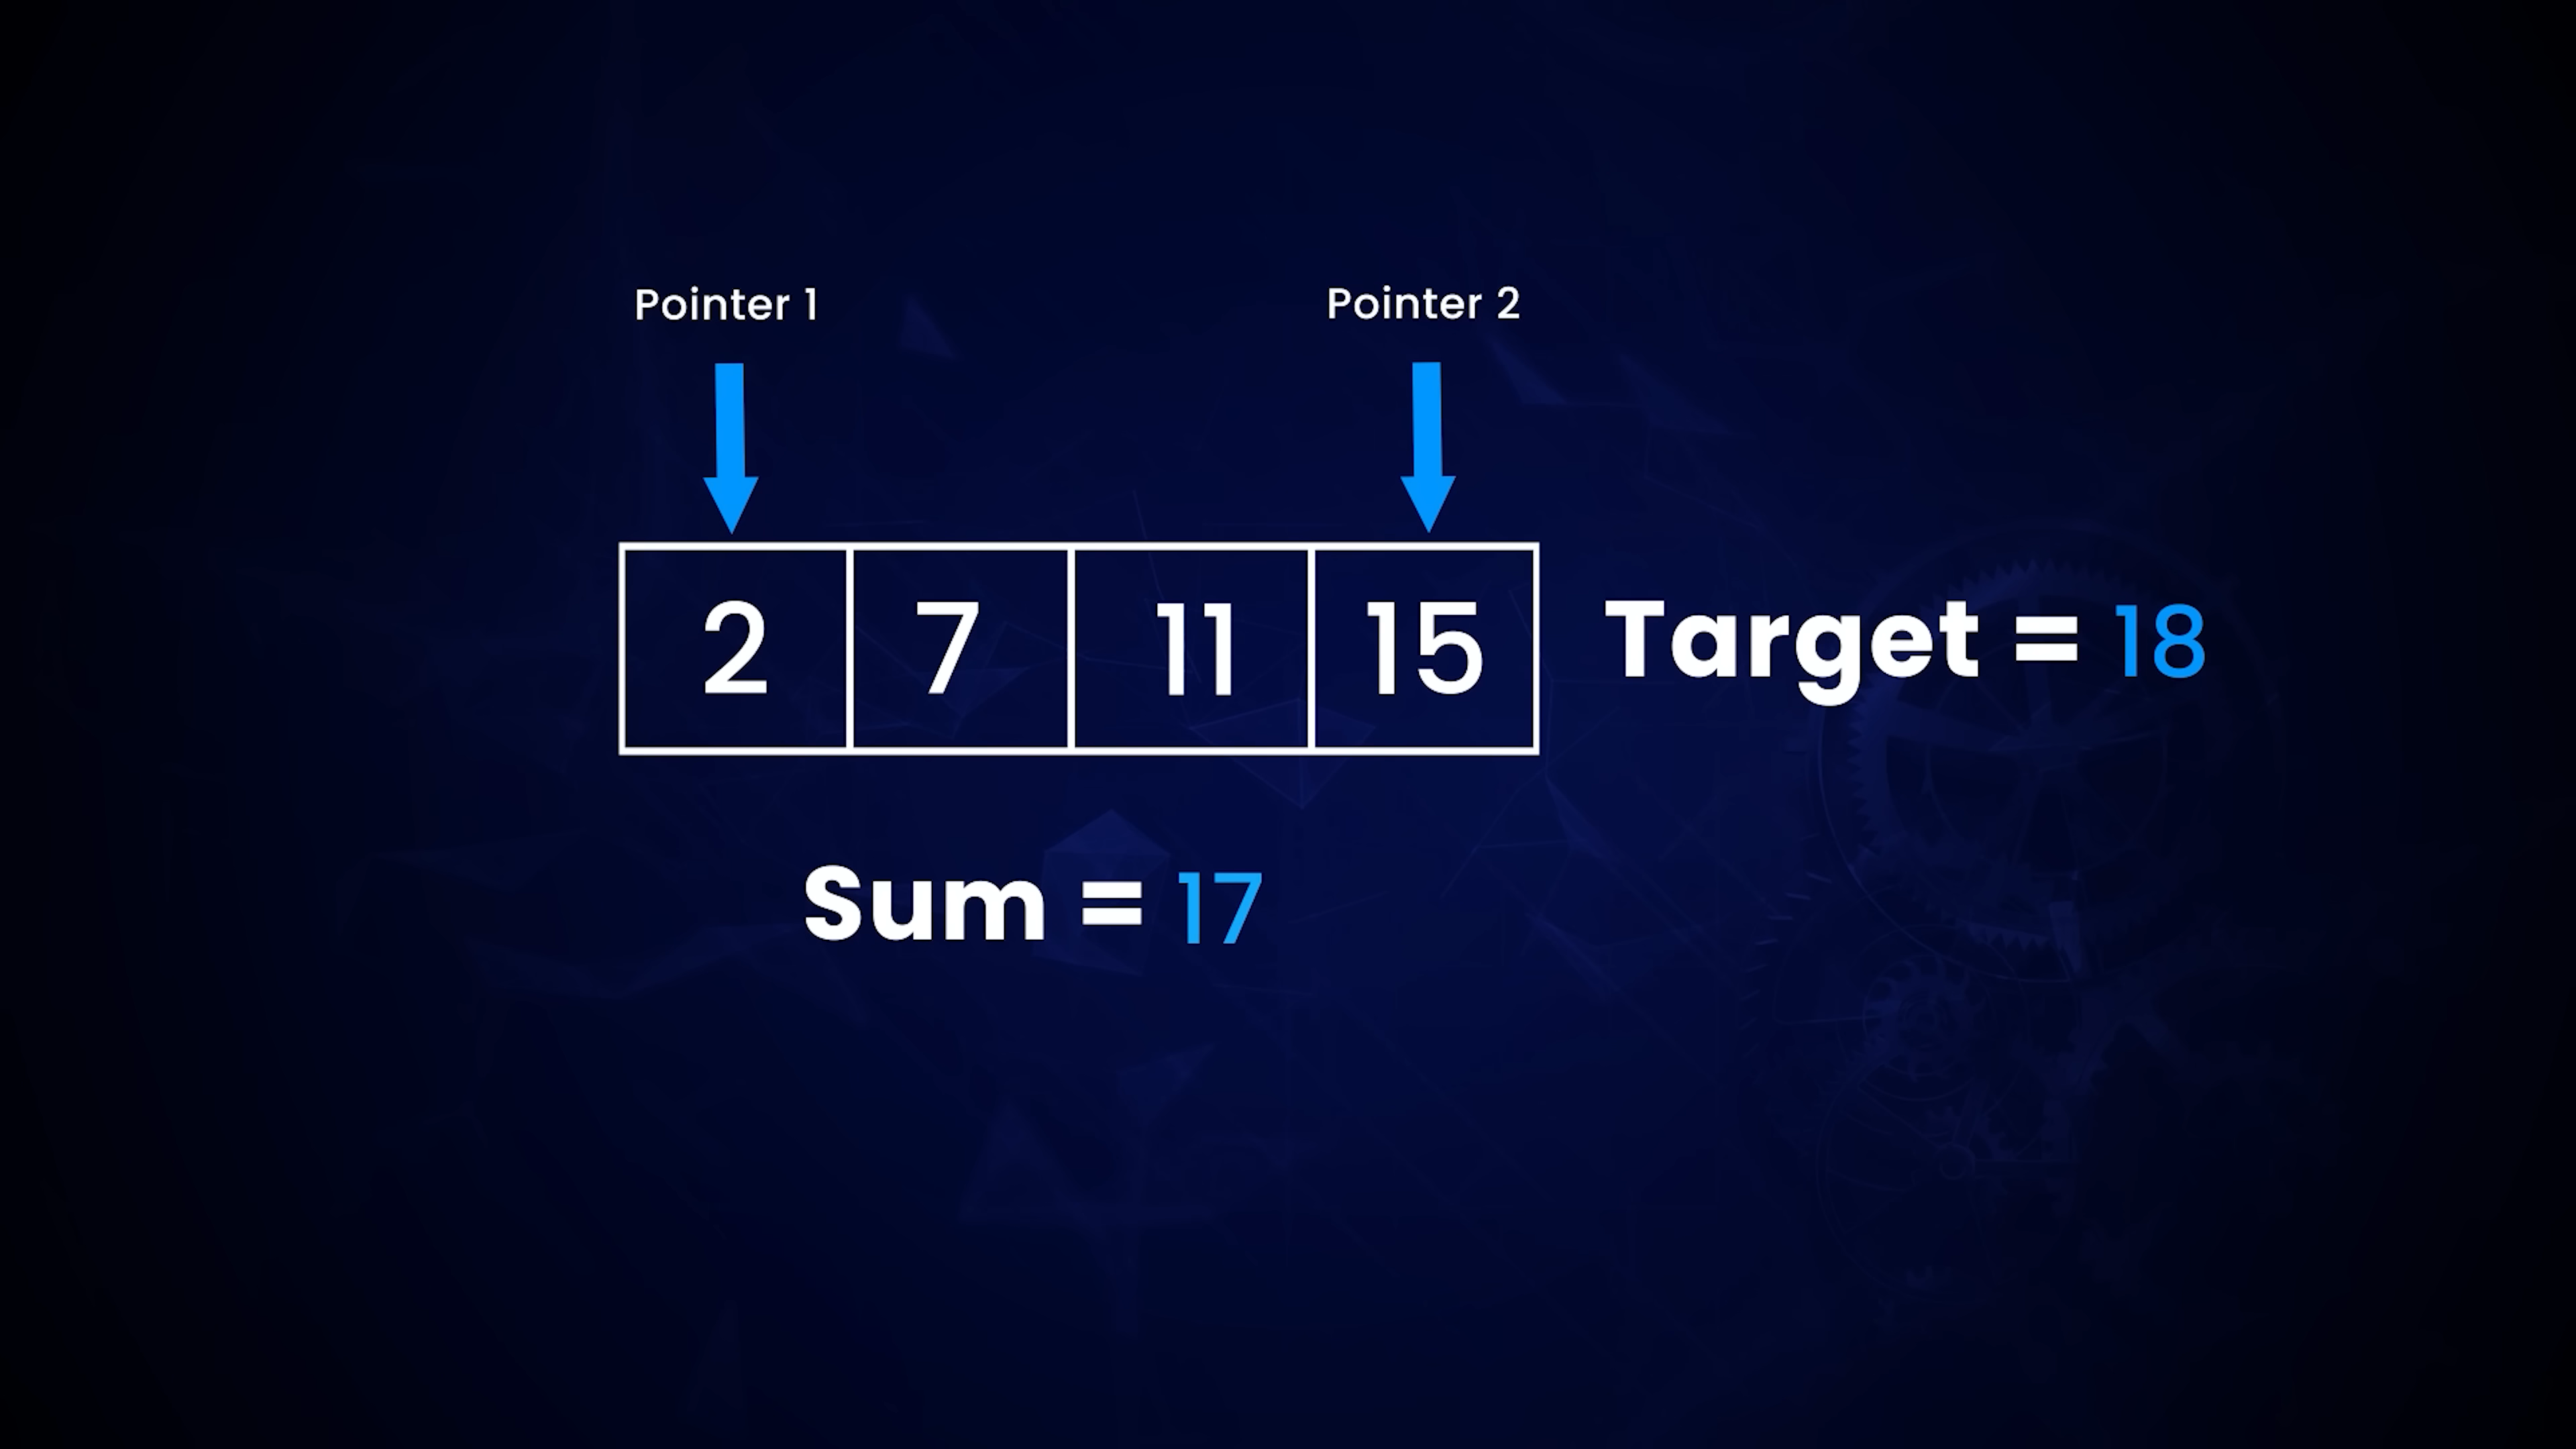 Pointer 1 Pointer 2
2 7 11 15 Target = 18
Sum = 17